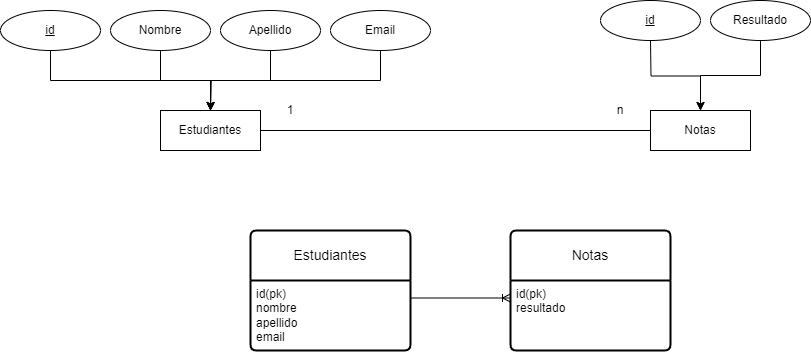 id
Nombre
Apellido
Email
id
Resultado
Estudiantes
1
n
Notas
Estudiantes
id(pk)
nombre
apellido
email
Notas
id(pk)
resultado